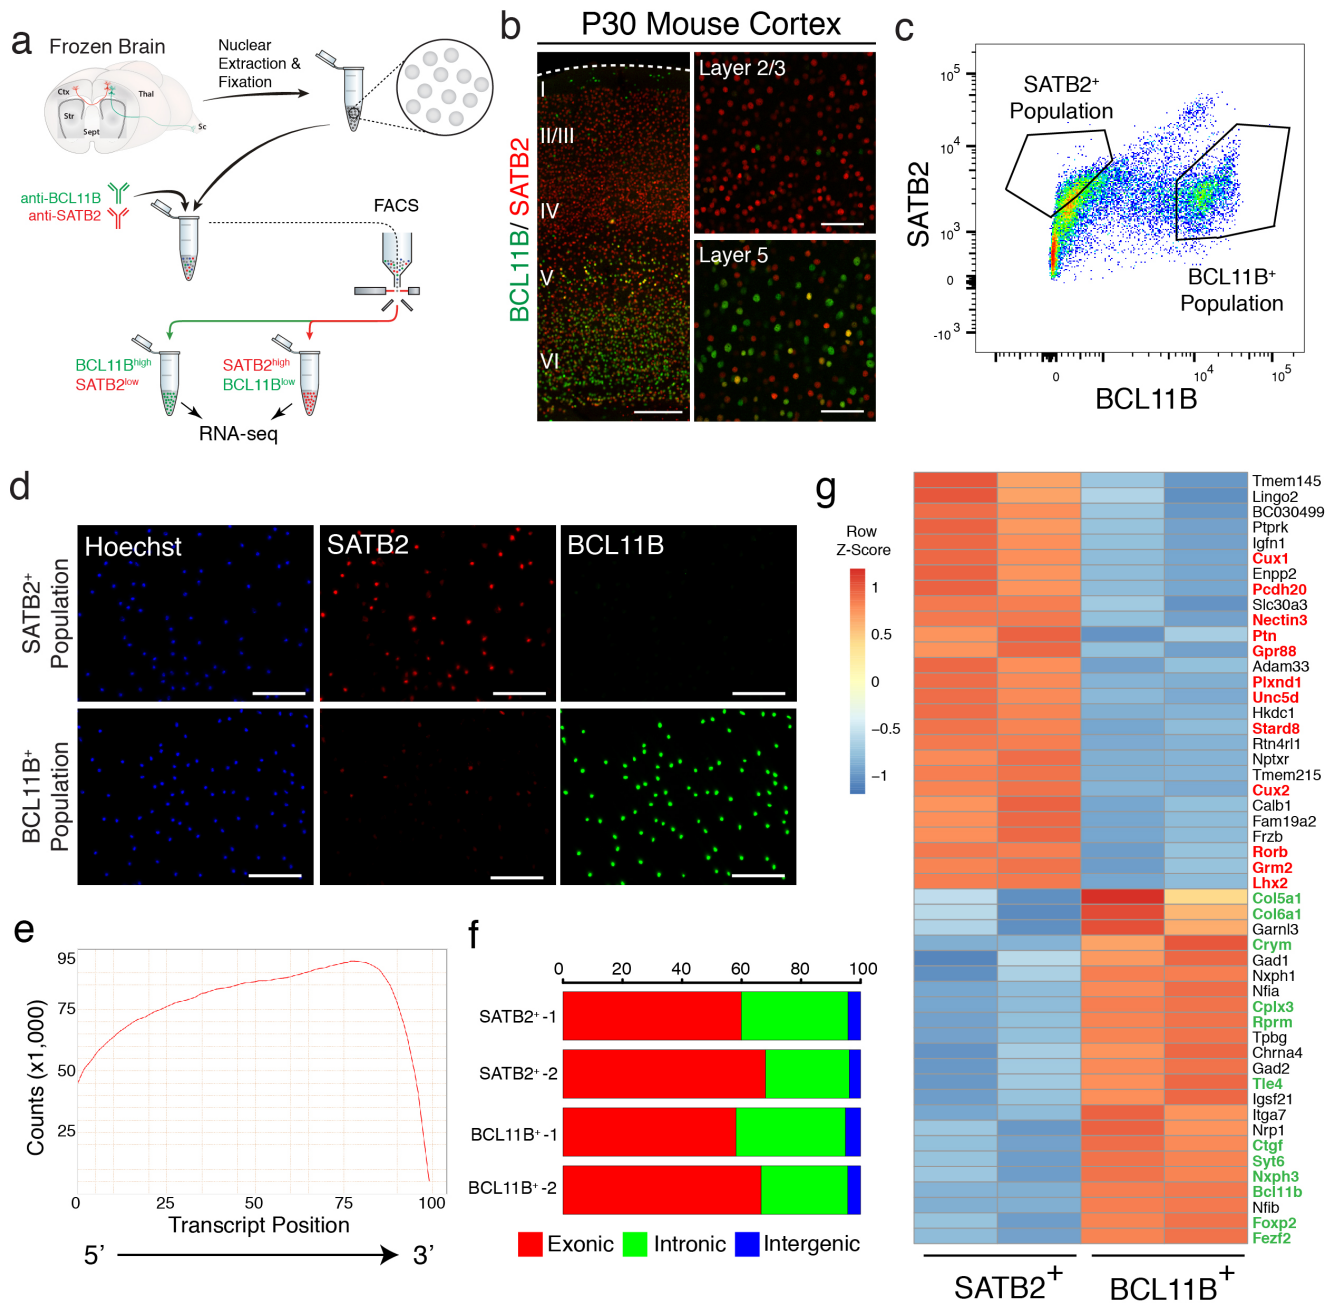 a
Frozen Brain
Nuclear
Extraction &
Fixation
Ctx
Thal
Str
Sept
Sc
anti-BCL11B
anti-SATB2
FACS
BCL11Bhigh
SATB2low
SATB2high
BCL11Blow
RNA-seq
b
P30 Mouse Cortex
BCL11B/ SATB2
I
II/III
IV
V
VI
Layer 2/3
Layer 5
c
SATB2+
Population
BCL11B+
Population
SATB2
10^5
10^4
10^3
0
-10^3
0
10^4
10^5
BCL11B
d
Hoechst
SATB2
BCL11B
SATB2+
Population
BCL11B+
Population
e
Counts (x1,000)
95
75
50
25
0
25
50
75
100
Transcript Position
5’
3’
f
0
20
40
60
80
100
SATB2+ -1
SATB2+ -2
BCL11B+ -1
BCL11B+ -2
Exonic
Intronic
Intergenic
g
Row
Z-Score
1
0.5
0
−0.5
−1
Tmem145
Lingo2
BC030499
Ptprk
Igfn1
Cux1
Enpp2
Pcdh20
Slc30a3
Nectin3
Ptn
Gpr88
Adam33
Plxnd1
Unc5d
Hkdc1
Stard8
Rtn4rl1
Nptxr
Tmem215
Cux2
Calb1
Fam19a2
Frzb
Rorb
Grm2
Lhx2
Col5a1
Col6a1
Garnl3
Crym
Gad1
Nxph1
Nfia
Cplx3
Rprm
Tpbg
Chrna4
Gad2
Tle4
Igsf21
Itga7
Nrp1
Ctgf
Syt6
Nxph3
Bcl11b
Nfib
Foxp2
Fezf2
SATB2+
BCL11B+